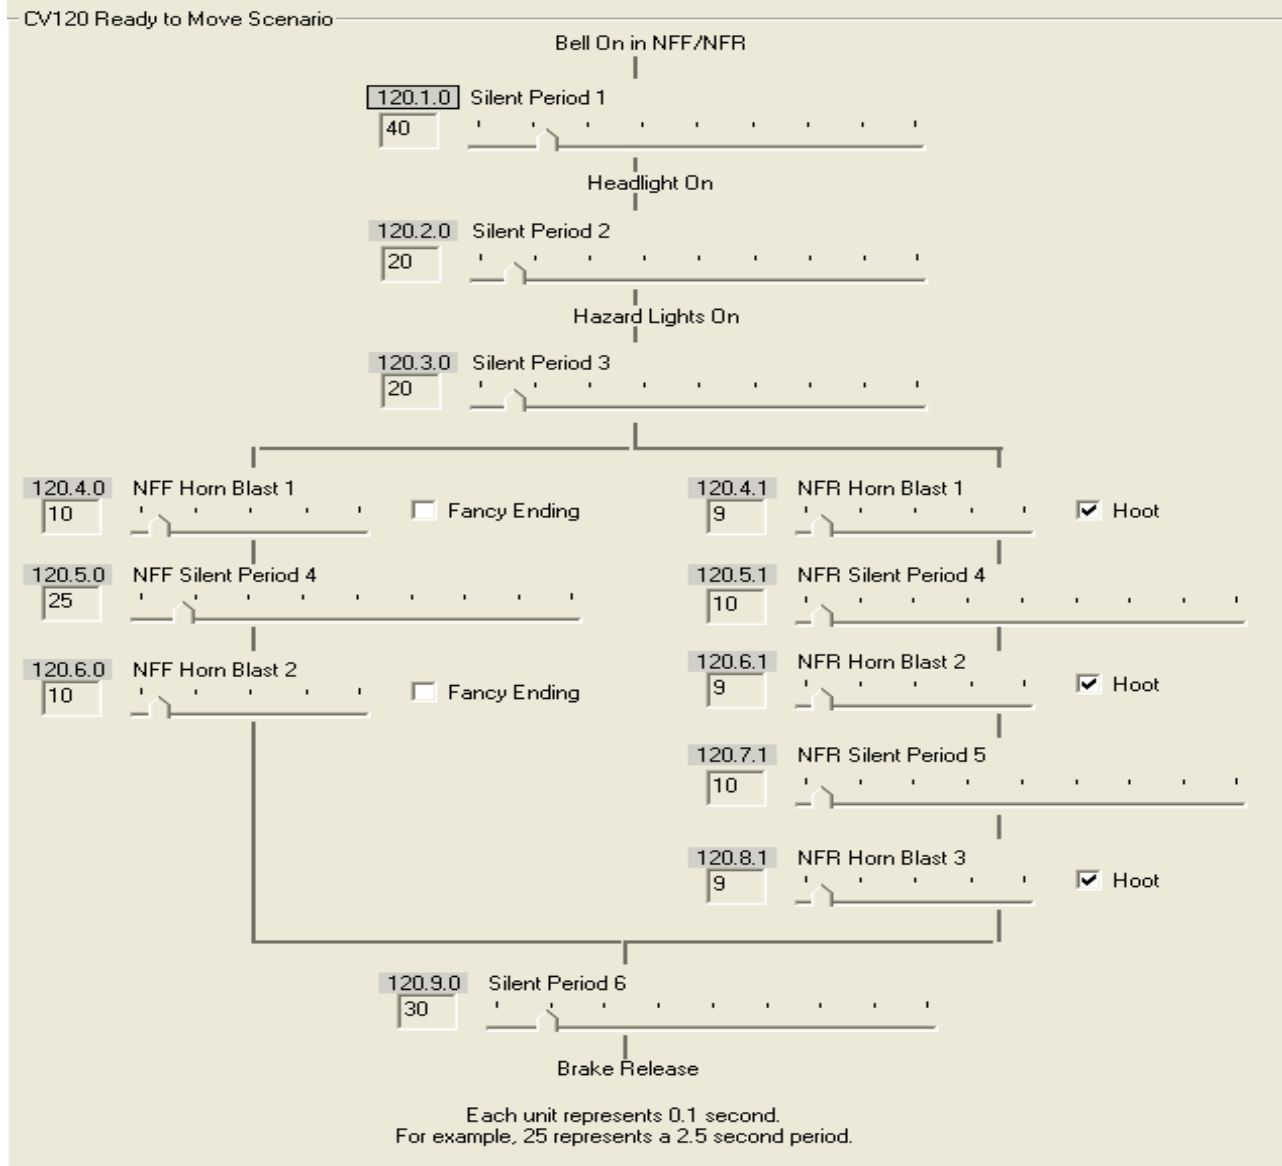 CV120 Ready to Move Scenario
Bell On in NFF/NFR
120.1.0 Silent Period 1
40
Headlight On
120.2.0 Silent Period 2
20
Hazard Lights On
120.3.0 Silent Period 3
20
120.4.0 NFF Horn Blast 1
10 Fancy Ending
120.5.0 NFF Silent Period 4
25
120.6.0 NFF Horn Blast 2
10 Fancy Ending
120.4.1 NFR Horn Blast 1
9 Hoot
120.5.1 NFR Silent Period 4
10
120.6.1 NFR Horn Blast 2
9 Hoot
120.7.1 NFR Silent Period 5
10
120.8.1 NFR Horn Blast 3
9 Hoot
120.9.0 Silent Period 6
30
Brake Release
Each unit represents 0.1 second.
For example, 25 represents a 2.5 second period.